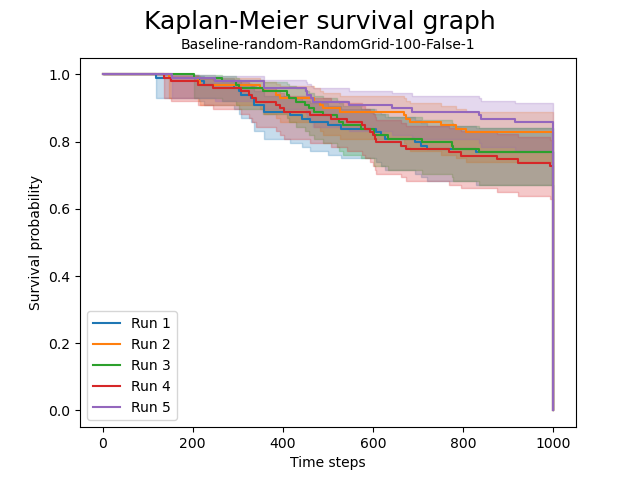 Kaplan-Meier survival graph
Baseline-random-RandomGrid-100-False-1
Survival probability
1.0
0.8
0.6
0.4
0.2
0.0
Run 1
Run 2
Run 3
Run 4
Run 5
0 200 400 600 800 1000
Time steps